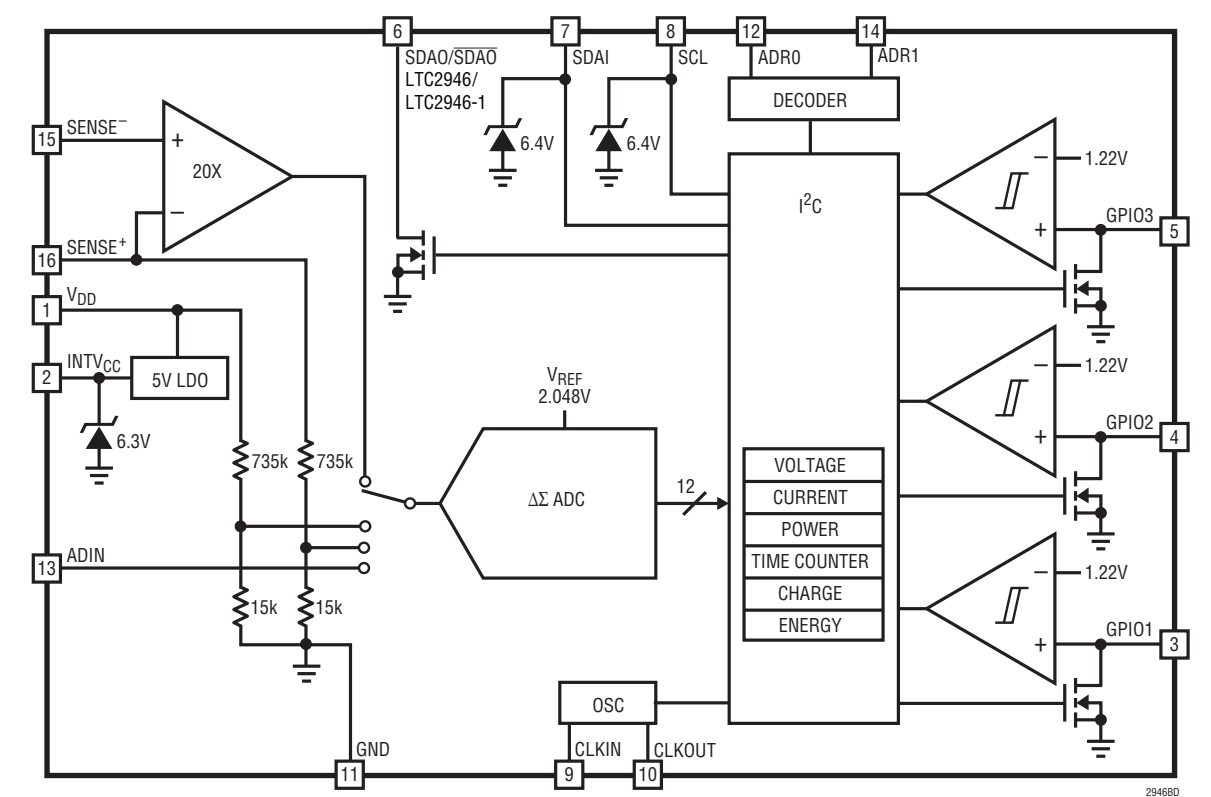 6
7
8
12
14
SDAO/SDAO
LTC2946/
LTC2946-1
SDAI
SCL
ADR0
ADR1
DECODER
15
SENSE–
+
20X
–
6.4V
6.4V
–
1.22V
I2C
+
GPIO3
5
16
SENSE+
1
VDD
2
INTVCC
5V LDO
6.3V
–
1.22V
+
GPIO2
4
VREF
2.048V
735k
735k
ΔΣ ADC
12
VOLTAGE
CURRENT
POWER
TIME COUNTER
CHARGE
ENERGY
13
ADIN
15k
15k
–
1.22V
+
GPIO1
3
OSC
GND
11
CLKIN
9
CLKOUT
10
2946BD